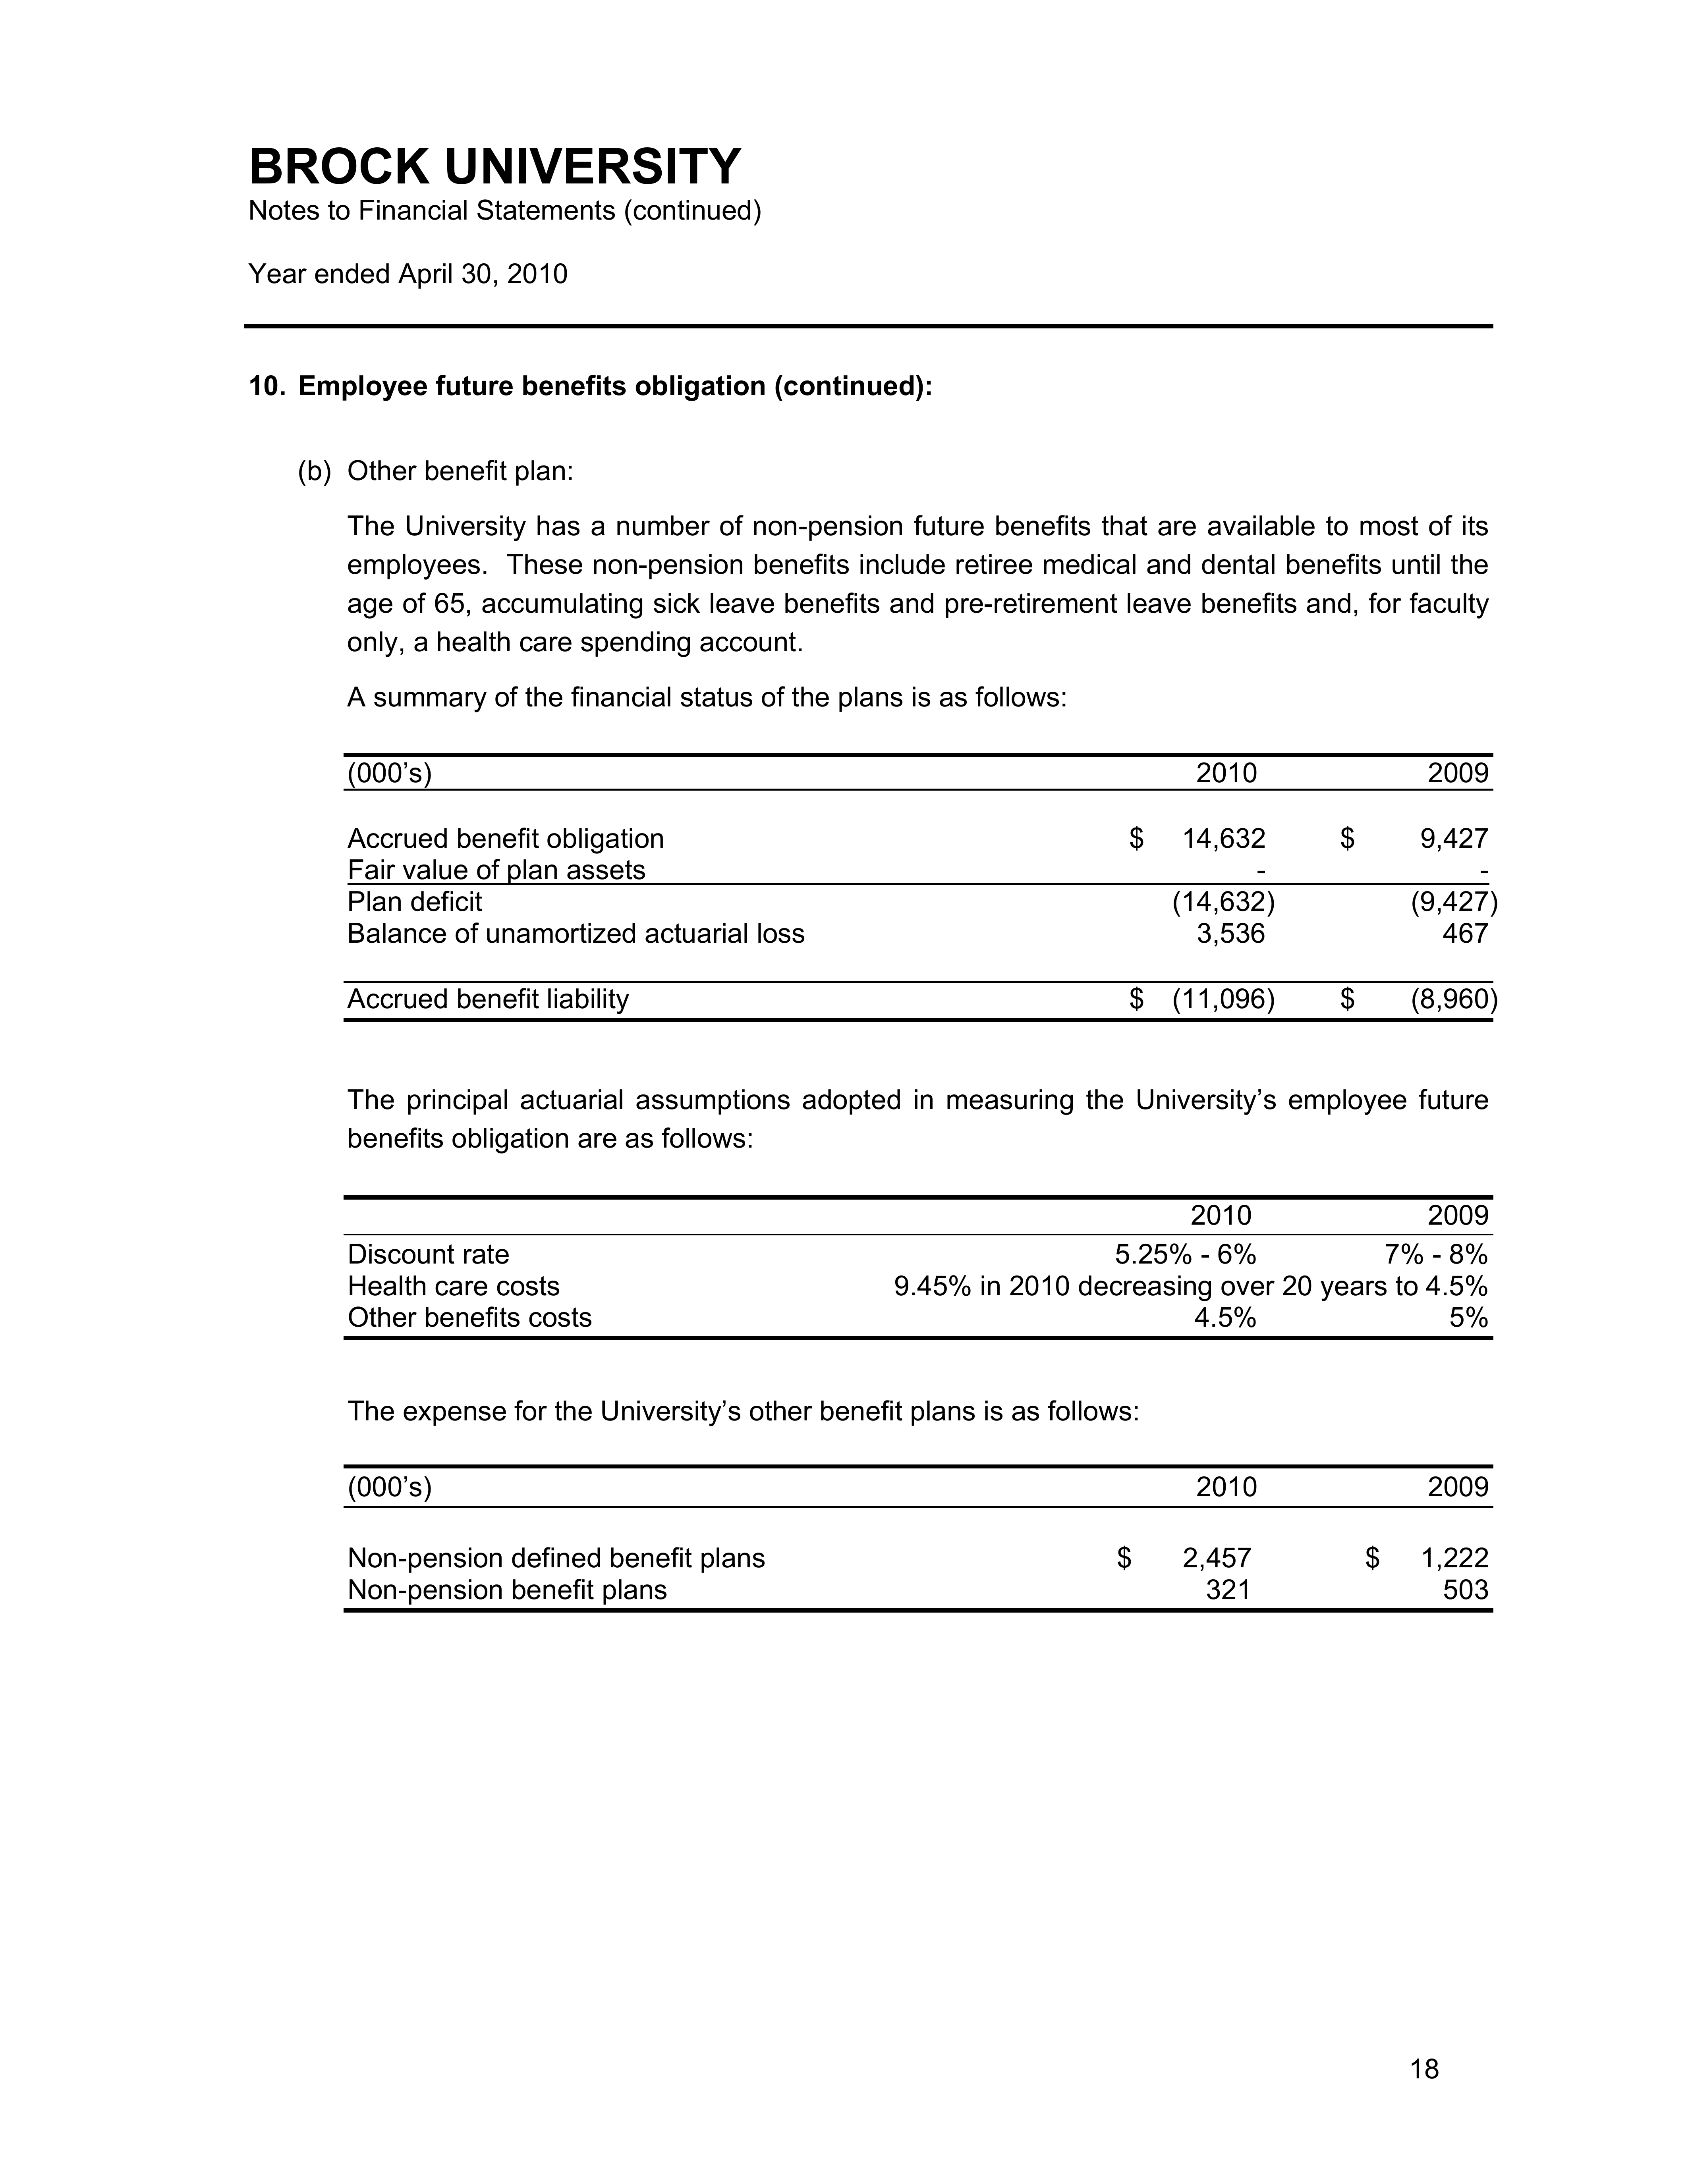 BROCK UNIVERSITY
Notes to Financial Statements (continued)
Year ended April 30, 2010
10. Employee future benefits obligation (continued):
(b) Other benefit plan:
The University has a number of non-pension future benefits that are available to most of its
employees.  These non-pension benefits include retiree medical and dental benefits until the
age of 65, accumulating sick leave benefits and pre-retirement leave benefits and, for faculty
only, a health care spending account.
A summary of the financial status of the plans is as follows:
(000’s) 2010 2009
Accrued benefit obligation $ 14,632 $ 9,427
Fair value of plan assets - -
Plan deficit (14,632) (9,427)
Balance of unamortized actuarial loss 3,536 467
Accrued benefit liability $ (11,096) $ (8,960)
The principal actuarial assumptions adopted in measuring the University’s employee future
benefits obligation are as follows:
2010 2009
Discount rate 5.25% - 6% 7% - 8%
Health care costs 9.45% in 2010 decreasing over 20 years to 4.5%
Other benefits costs 4.5% 5%
The expense for the University’s other benefit plans is as follows:
(000’s) 2010 2009
Non-pension defined benefit plans $ 2,457 $ 1,222
Non-pension benefit plans 321 503
18